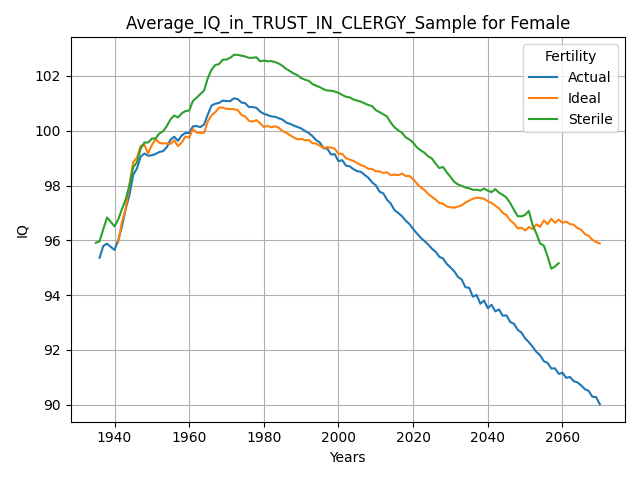 Average_IQ_in_TRUST_IN_CLERGY_Sample for Female
Fertility
Actual
Ideal
Sterile
IQ
102
100
98
96
94
92
90
1940 1960 1980 2000 2020 2040 2060
Years